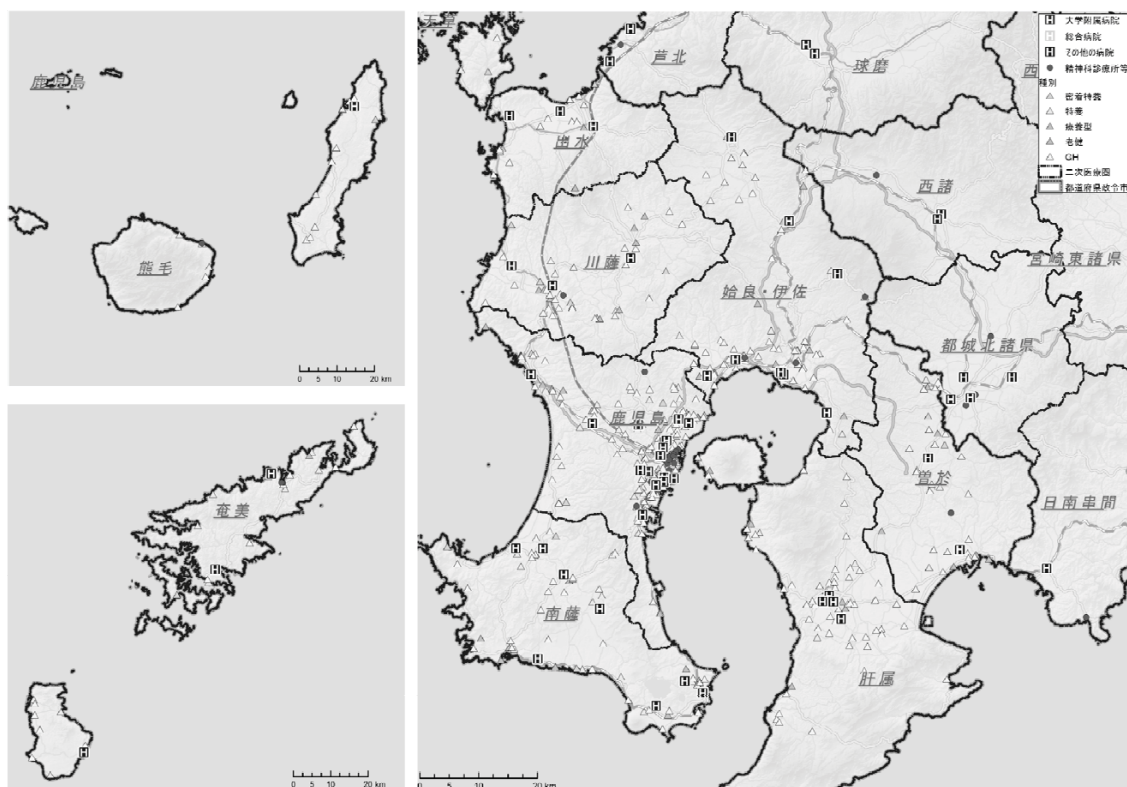 鹿児島
熊毛
0 5 10 20 km
奄美
0 5 10 20 km
天草
芦北
球磨
出水
西諸
川薩
宮崎東諸県
姶良・伊佐
都城北諸県
鹿児島
曽於
日南串間
南薩
肝属
0 5 10 20 km
大学附属病院
総合病院
その他の病院
精神科診療所等
種別
密着特養
特養
療養型
老健
GH
二次医療圏
都道府県政令市